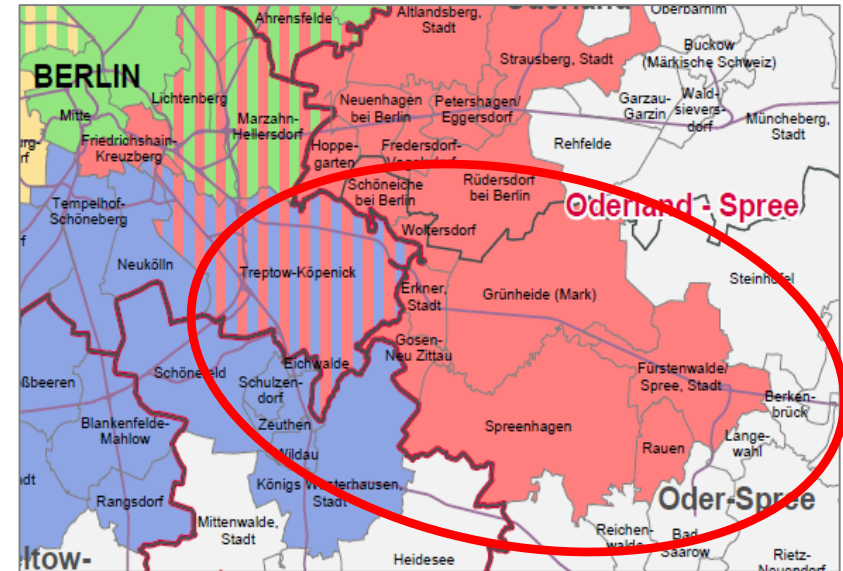 Oberbarnim
Altlandsberg,
Stadt
Ahrensfelde
Buckow
(Märkische Schweiz)
Strausberg, Stadt
BERLIN
Lichtenberg
Neuenhagen
bei Berlin
Petershagen/
Eggersdorf
Garzau-
Garzin
Wald-
sievers-
dorf
Mitte
Marzahn-
Hellersdorf
Müncheberg,
Stadt
Friedrichshain-
Kreuzberg
Hoppe-
garten
Fredersdorf-
Rehfelde
Schöneiche
bei Berlin
Rüdersdorf
bei Berlin
Oderland - Spree
Tempelhof-
Schöneberg
Woltersdorf
Neukölln
Treptow-Köpenick
Steinhöfel
Erkner,
Stadt
Grünheide (Mark)
Gosen-
Neu Zittau
Eichwalde
Schönefeld
Schulzen-
dorf
Fürstenwalde/
Spree, Stadt
Berken-
brück
Blankenfelde-
Mahlow
Zeuthen
Spreenhagen
Lange-
wahl
Rauen
Wildau
Königs Wusterhausen,
Stadt
Rangsdorf
Oder-Spree
Mittenwalde,
Stadt
Reichen-
walde
Bad
Saarow
Heidesee
Rietz-
Neuendorf